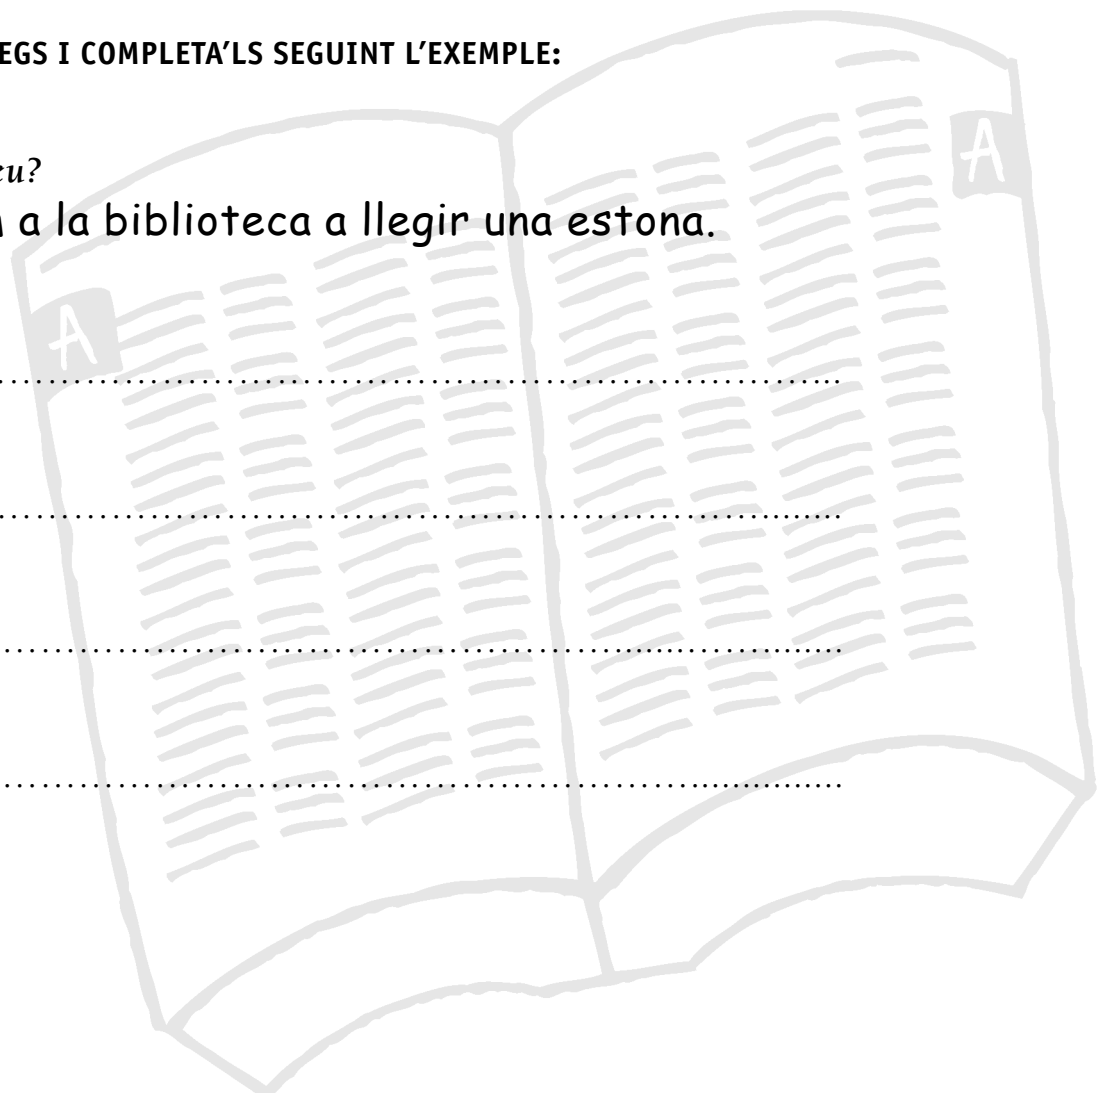 EGS I COMPLETA'LS SEGUINT L'EXEMPLE:
eu?
a la biblioteca a llegir una estona.
A
A